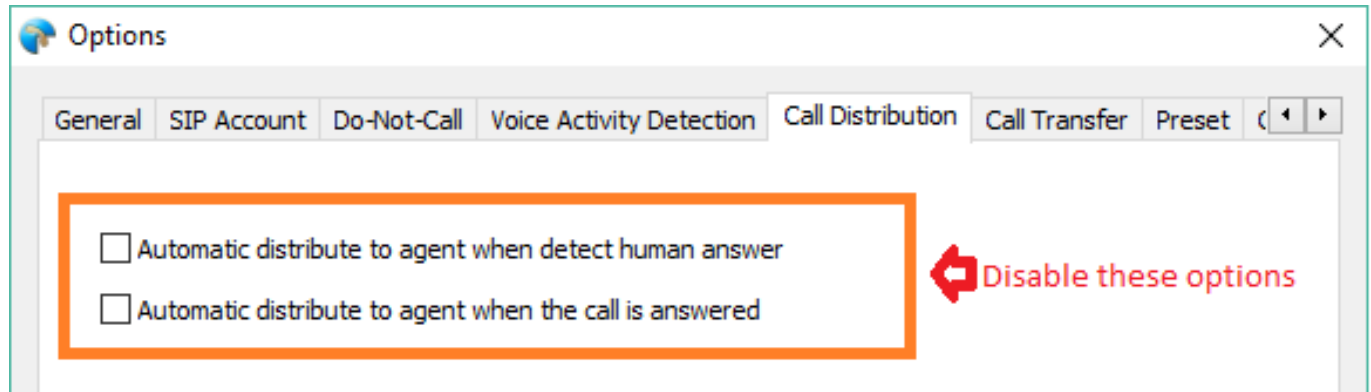 Options
General SIP Account Do-Not-Call Voice Activity Detection Call Distribution Call Transfer Preset
Automatic distribute to agent when detect human answer
Disable these options
Automatic distribute to agent when the call is answered